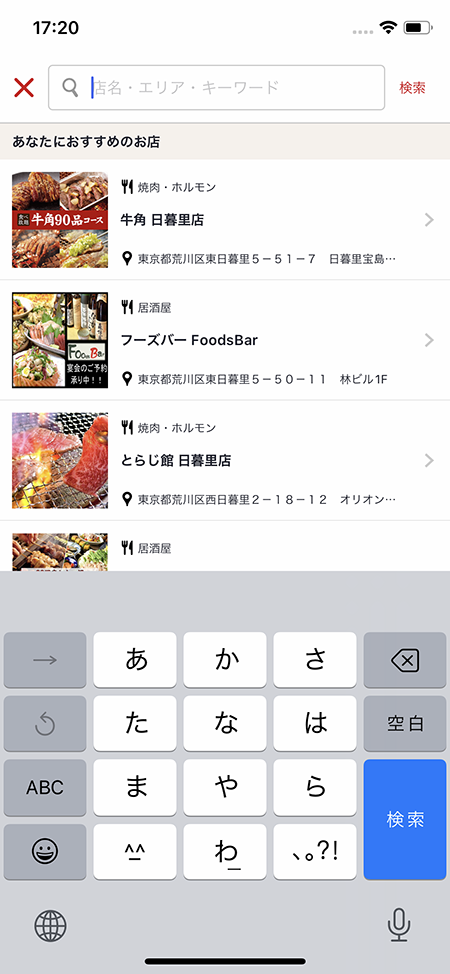 17:20
店名・エリア・キーワード
検索
あなたにおすすめのお店
焼肉・ホルモン
食べ放題 牛角90品コース
牛角 日暮里店
東京都荒川区東日暮里５−５１−７　日暮里宝島…
居酒屋
FOODS BAR
宴会のご予約
承り中！！
フーズバー FoodsBar
東京都荒川区東日暮里５−５０−１１　林ビル1F
焼肉・ホルモン
とらじ館 日暮里店
東京都荒川区西日暮里２−１８−１２　オリオン…
居酒屋
→ あ か さ
た な は 空白
ABC ま や ら 検索
^^ わ 、。?!